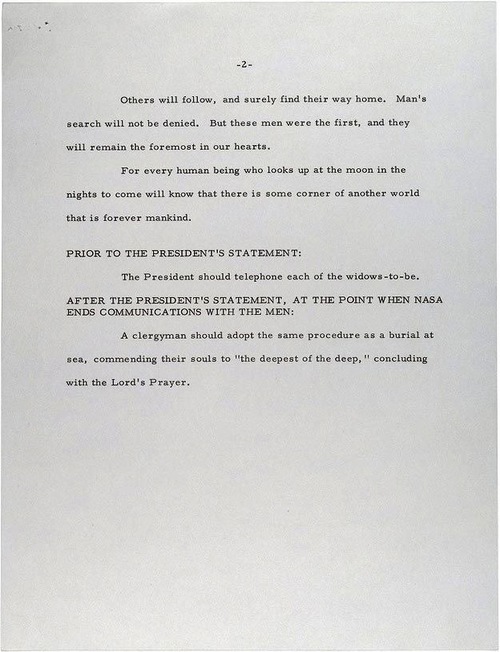 -2-
Others will follow, and surely find their way home. Man's
search will not be denied. But these men were the first, and they
will remain the foremost in our hearts.
For every human being who looks up at the moon in the
nights to come will know that there is some corner of another world
that is forever mankind.
PRIOR TO THE PRESIDENT'S STATEMENT:
The President should telephone each of the widows-to-be.
AFTER THE PRESIDENT'S STATEMENT, AT THE POINT WHEN NASA
ENDS COMMUNICATIONS WITH THE MEN:
A clergyman should adopt the same procedure as a burial at
sea, commending their souls to "the deepest of the deep," concluding
with the Lord's Prayer.